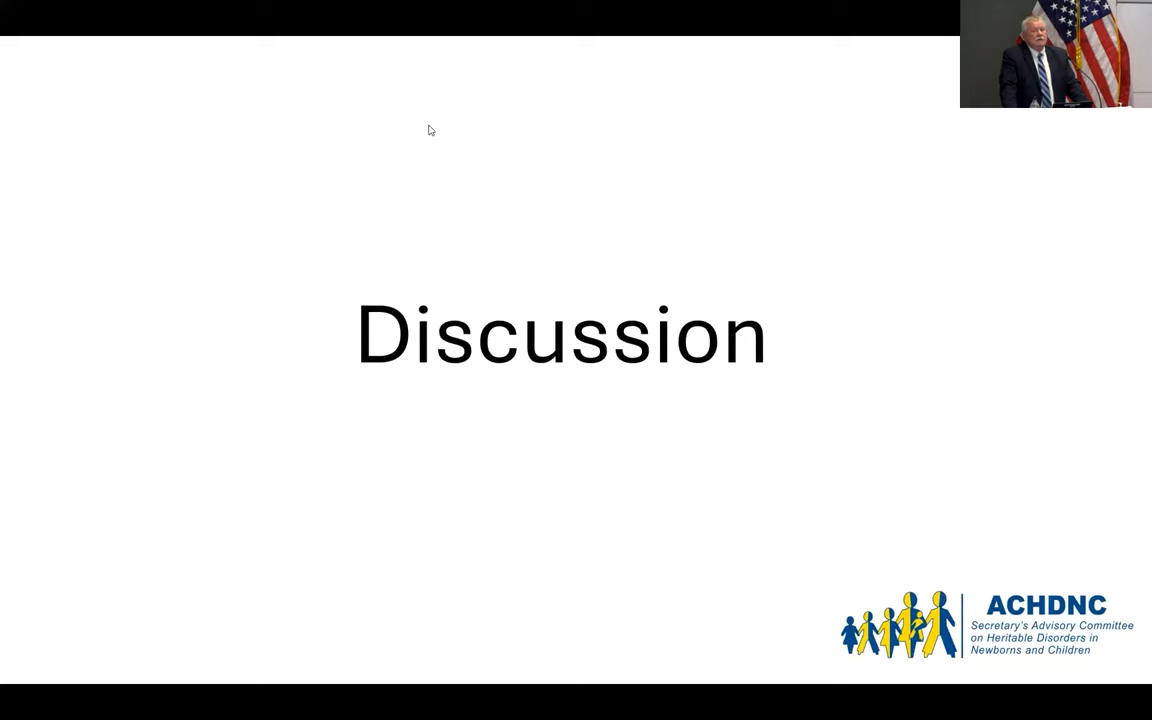 Discussion
ACHDNC
Secretary's Advisory Committee
on Heritable Disorders in
Newborns and Children